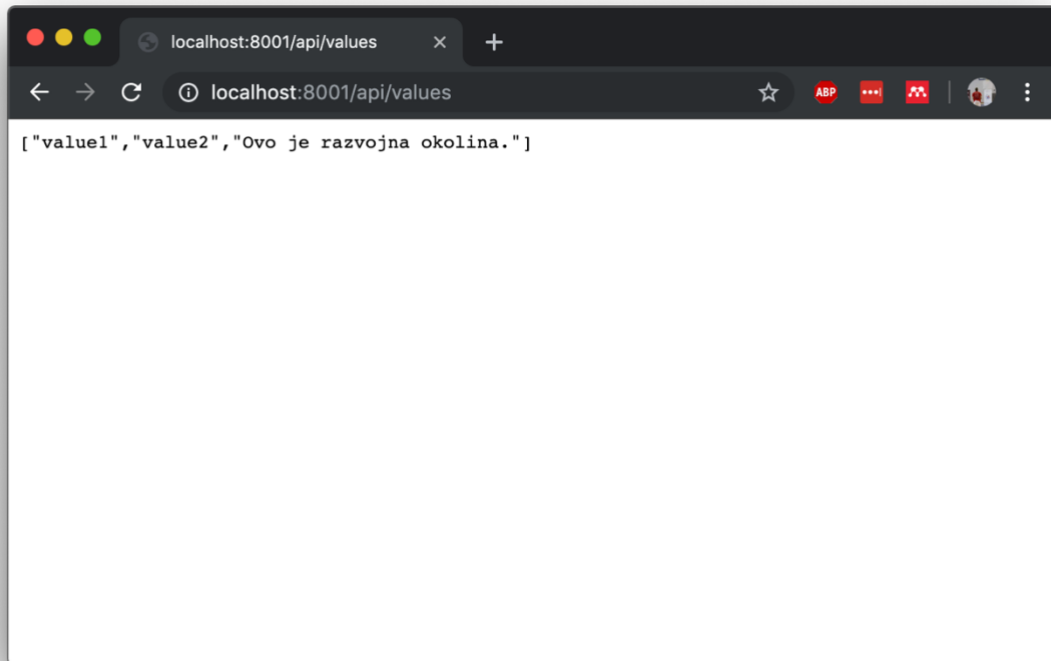 localhost:8001/api/values
localhost:8001/api/values
ABP
["value1","value2","Ovo je razvojna okolina."]